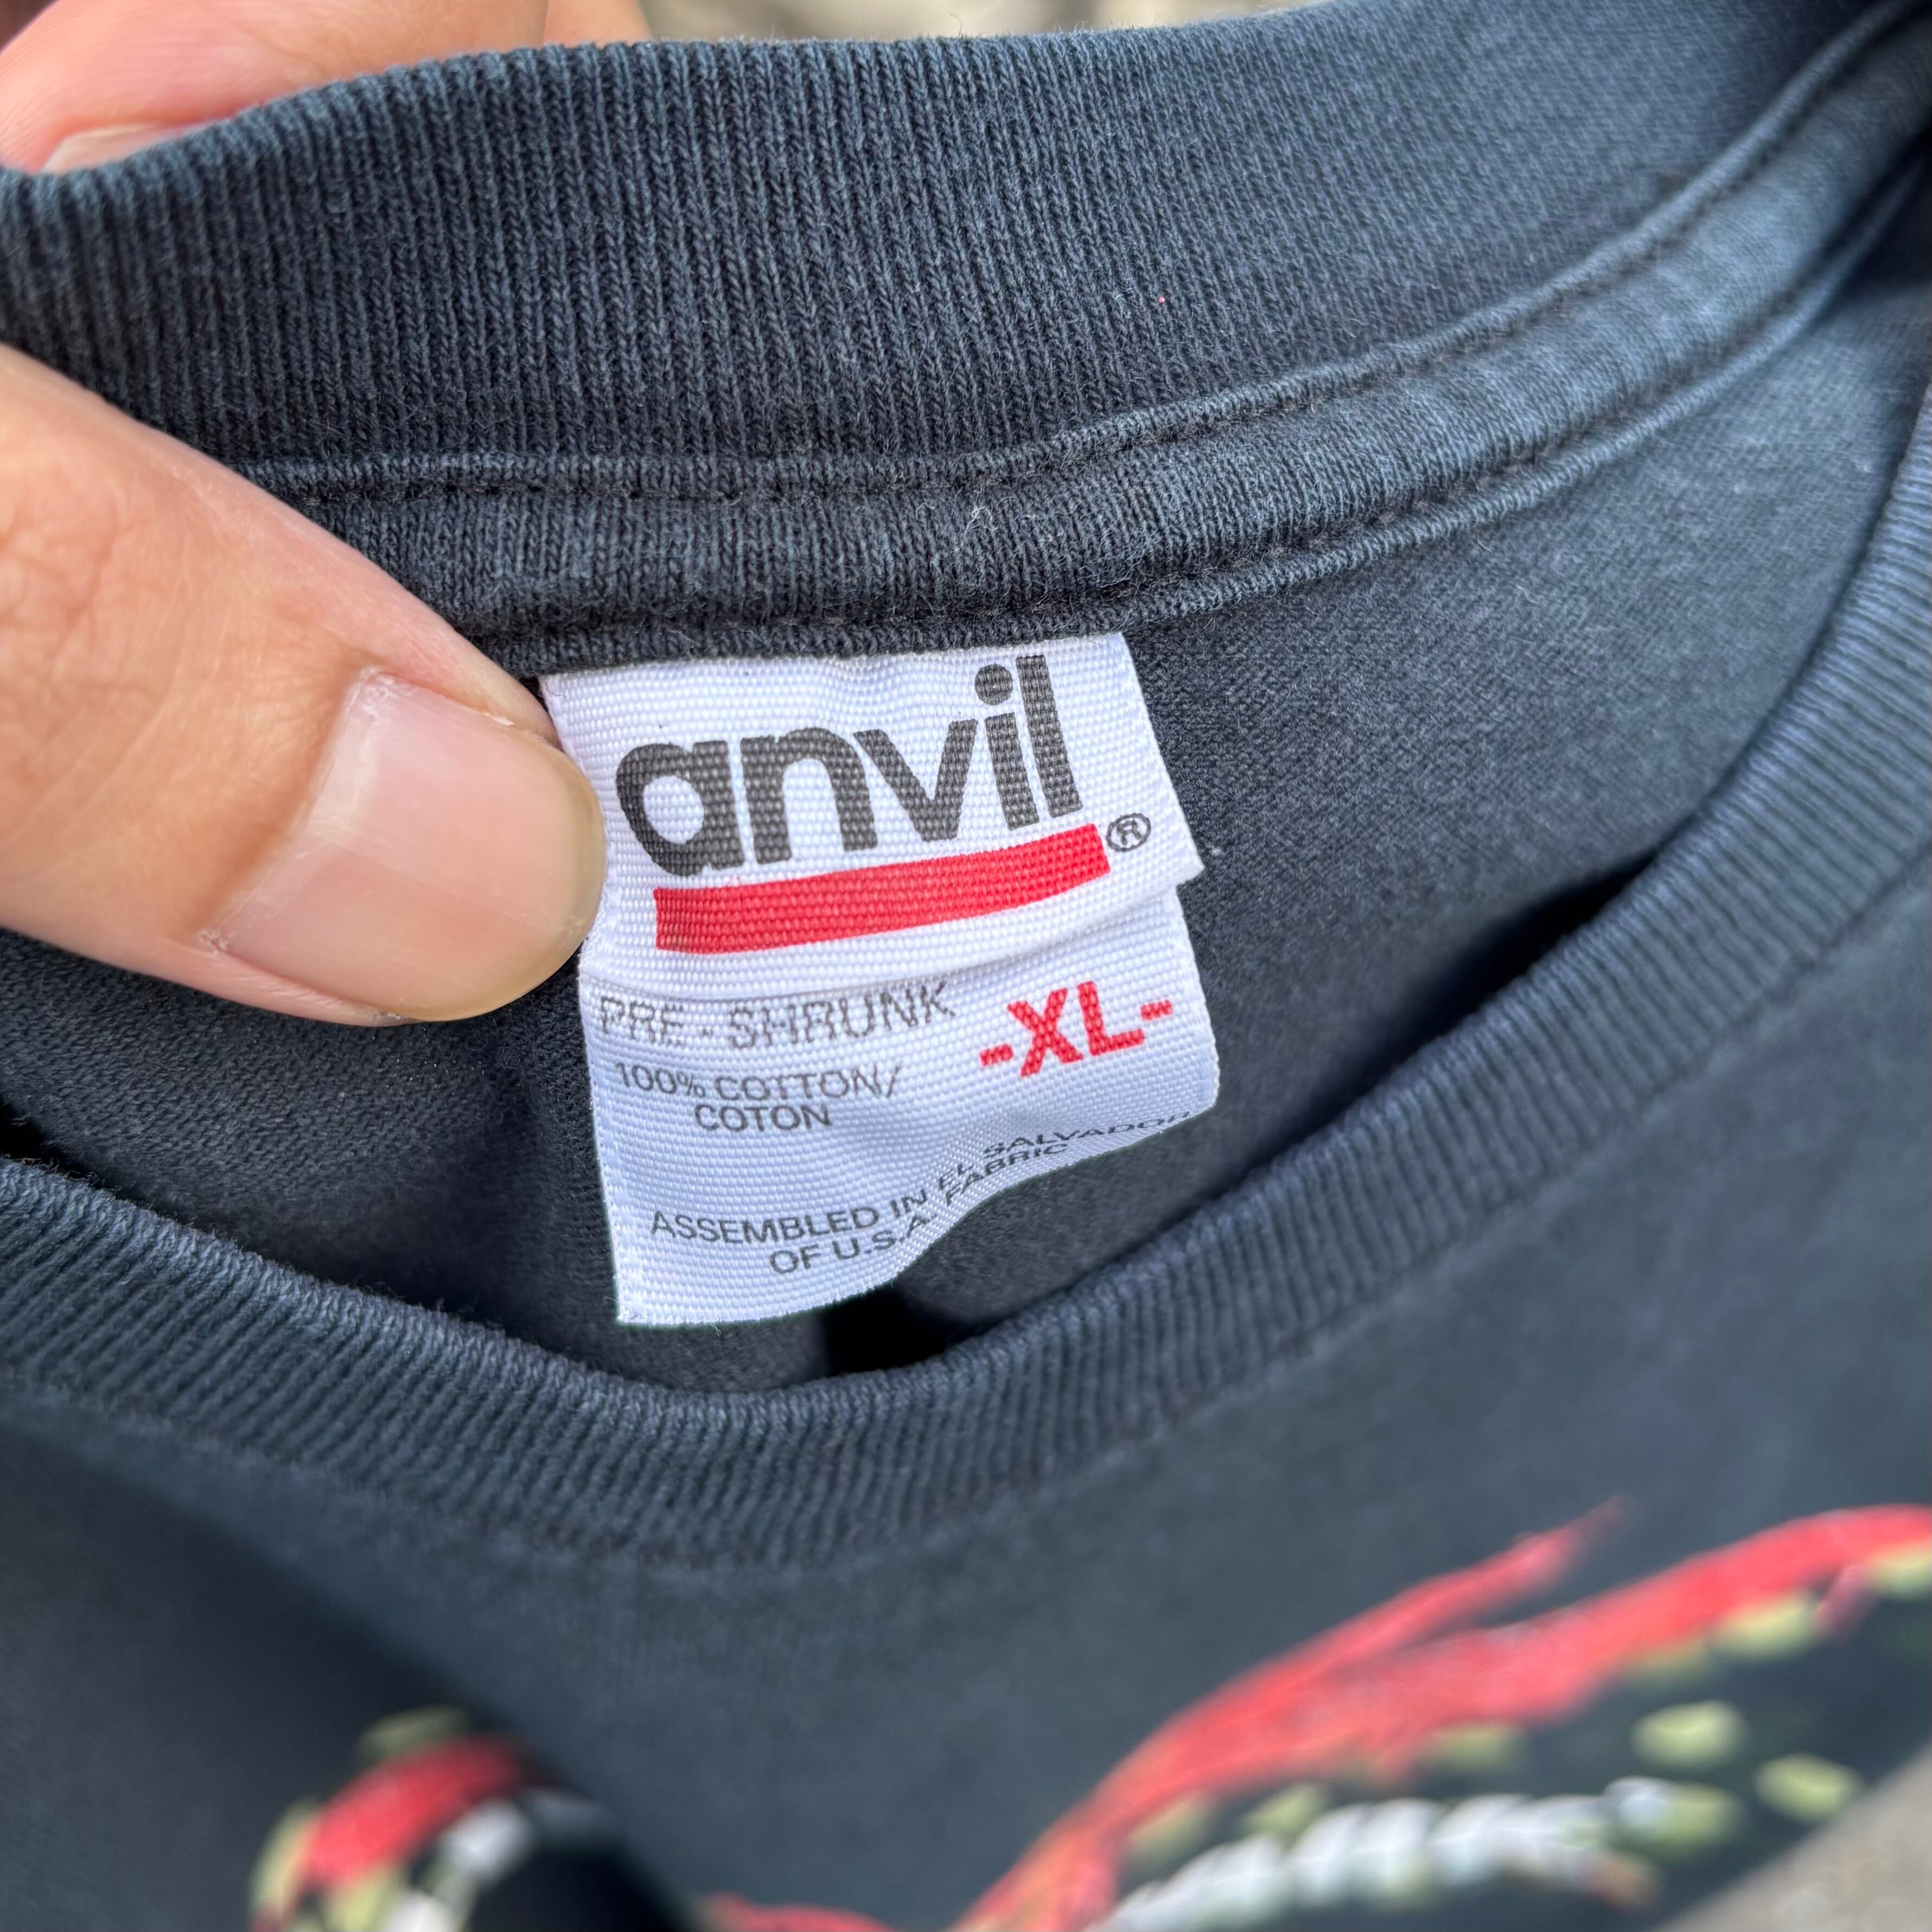 anvil®
PRE-SHRUNK
-XL-
100% COTTON/
COTON
ASSEMBLED IN EL SALVADOR
OF U.S.A. FABRIC